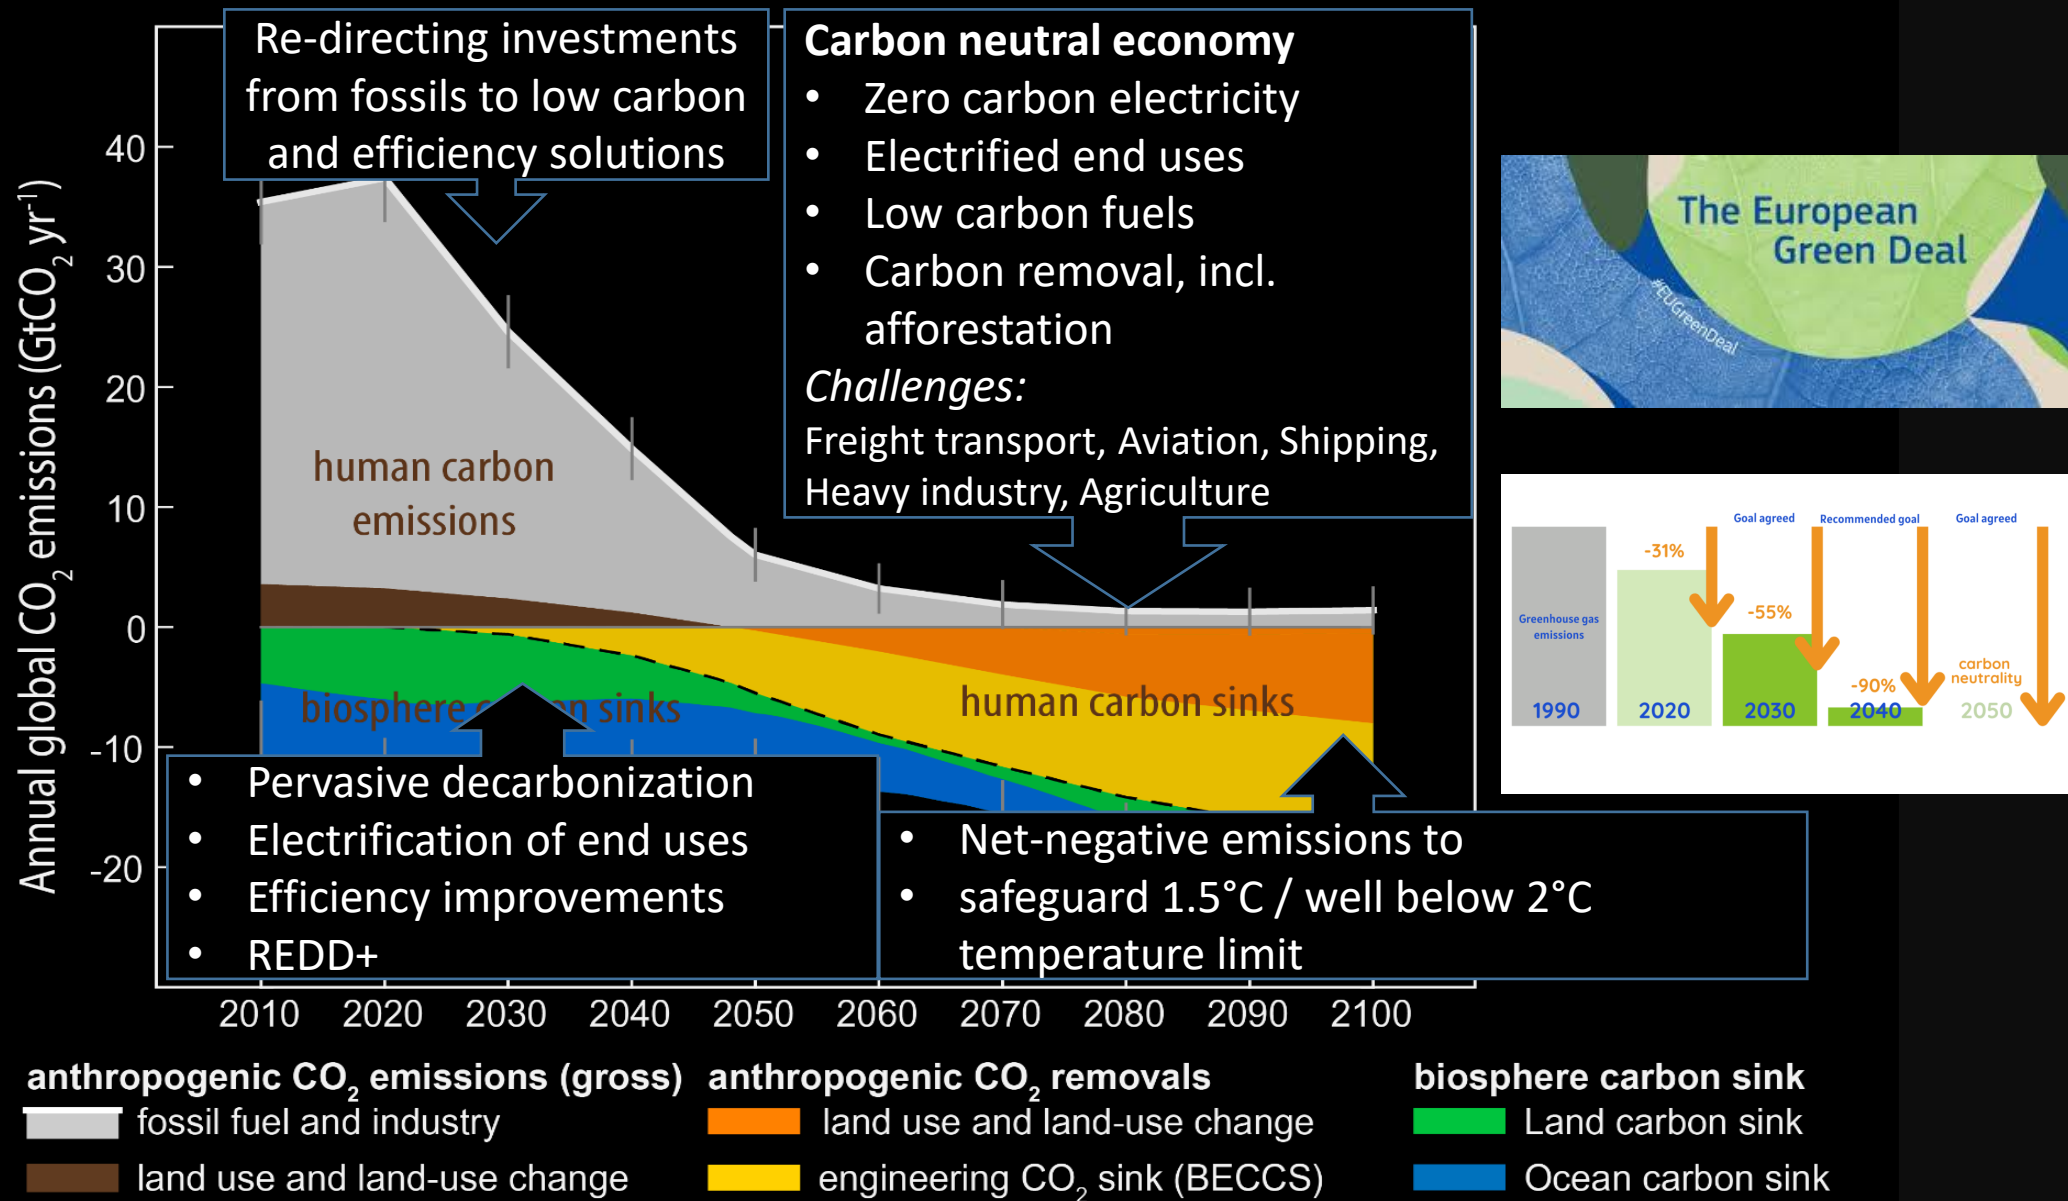 Re-directing investments
from fossils to low carbon
and efficiency solutions
Carbon neutral economy
• Zero carbon electricity
• Electrified end uses
• Low carbon fuels
• Carbon removal, incl.
afforestation
Challenges:
Freight transport, Aviation, Shipping,
Heavy industry, Agriculture
The European
Green Deal
#EUGreenDeal
Annual global CO2 emissions (GtCO2 yr-1)
40
30
20
10
0
-10
-20
human carbon
emissions
biosphere sinks
human carbon sinks
Goal agreed
Recommended goal
Goal agreed
-31%
-55%
-90%
Greenhouse gas
emissions
carbon
neutrality
1990
2020
2030
2040
2050
• Pervasive decarbonization
• Electrification of end uses
• Efficiency improvements
• REDD+
• Net-negative emissions to
• safeguard 1.5°C / well below 2°C
temperature limit
2010 2020 2030 2040 2050 2060 2070 2080 2090 2100
anthropogenic CO2 emissions (gross)
fossil fuel and industry
land use and land-use change
anthropogenic CO2 removals
land use and land-use change
engineering CO2 sink (BECCS)
biosphere carbon sink
Land carbon sink
Ocean carbon sink